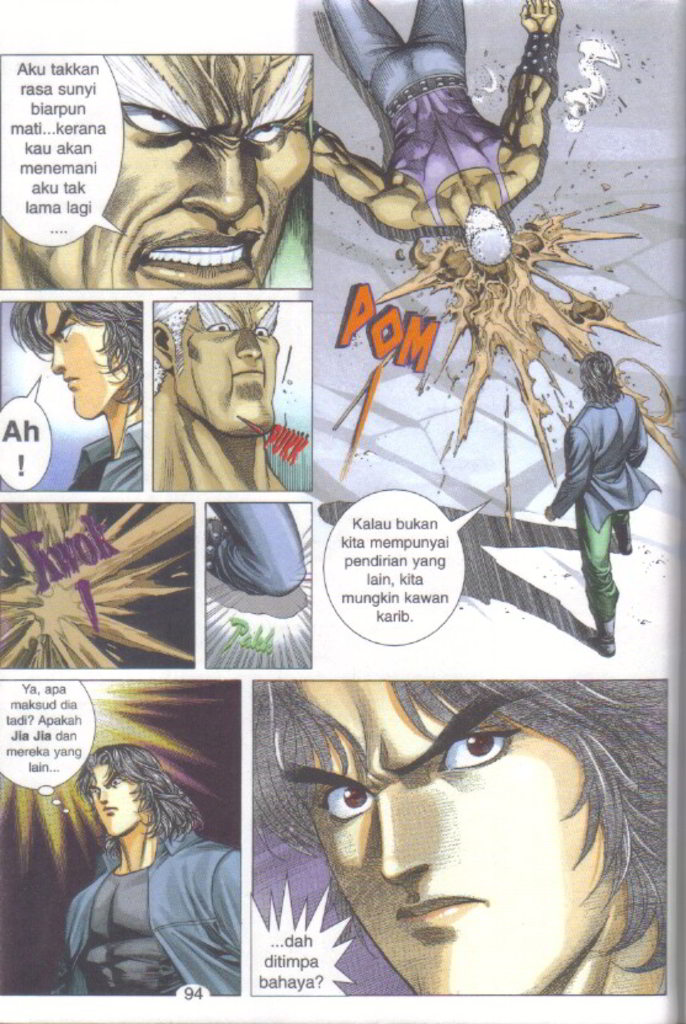 Aku takkan
rasa sunyi
biarpun
mati...kerana
kau akan
menemani
aku tak
lama lagi
....
POM
!
Ah
!
PUKK
Kwok
!
Pakk
Kalau bukan
kita mempunyai
pendirian yang
lain, kita
mungkin kawan
karib.
Ya, apa
maksud dia
tadi? Apakah
Jia Jia dan
mereka yang
lain...
...dah
ditimpa
bahaya?
94